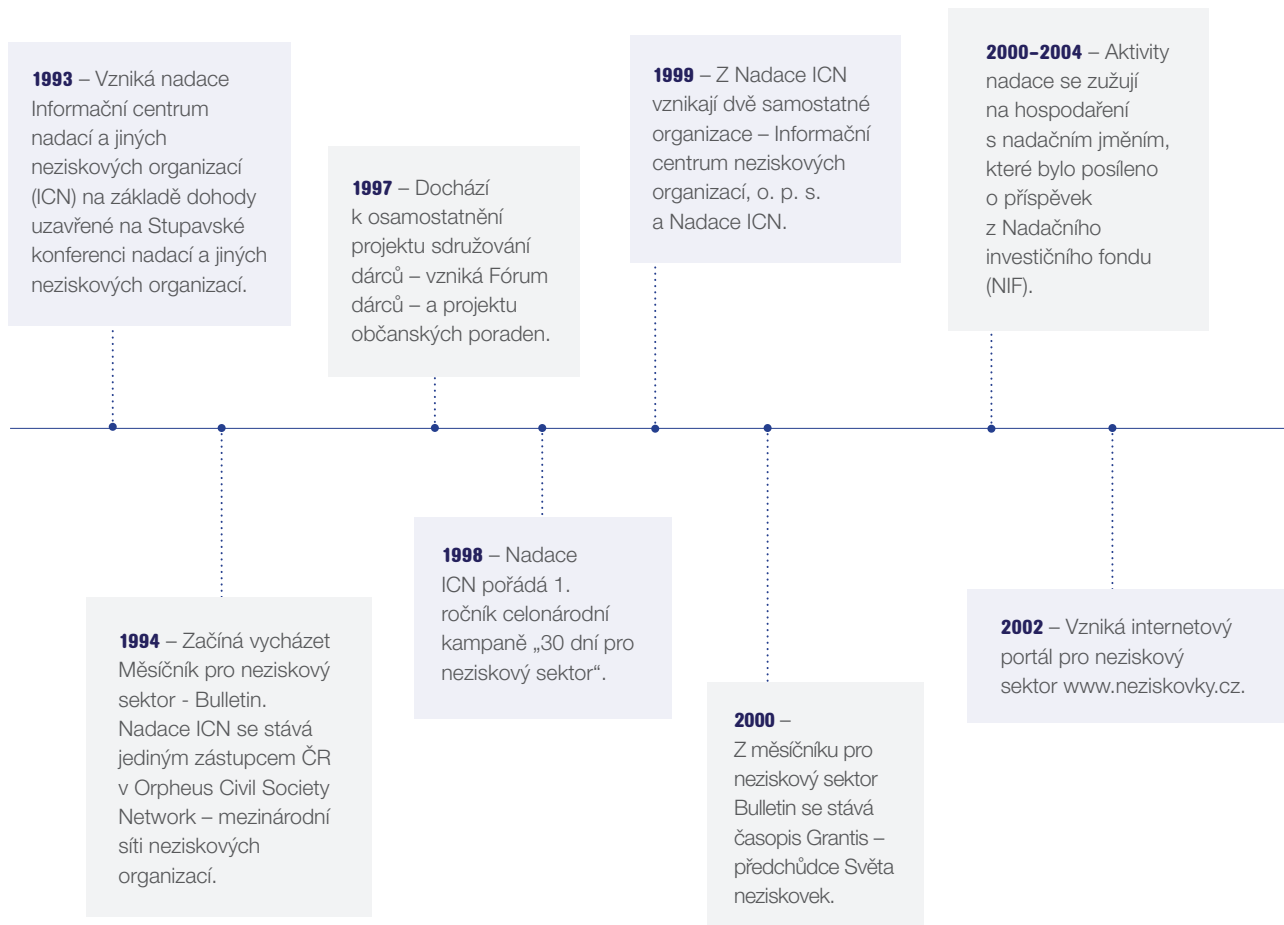 1993 – Vzniká nadace
Informační centrum
nadací a jiných
neziskových organizací
(ICN) na základě dohody
uzavřené na Stupavské
konferenci nadací a jiných
neziskových organizací.
1994 – Začíná vycházet
Měsíčník pro neziskový
sektor - Bulletin.
Nadace ICN se stává
jediným zástupcem ČR
v Orpheus Civil Society
Network – mezinárodní
síti neziskových
organizací.
1997 – Dochází
k osamostatnění
projektu sdružování
dárců – vzniká Fórum
dárců – a projektu
občanských poraden.
1998 – Nadace
ICN pořádá 1.
ročník celonárodní
kampaně „30 dní pro
neziskový sektor“.
1999 – Z Nadace ICN
vznikají dvě samostatné
organizace – Informační
centrum neziskových
organizací, o. p. s.
a Nadace ICN.
2000 –
Z měsíčníku pro
neziskový sektor
Bulletin se stává
časopis Grantis –
předchůdce Světa
neziskovek.
2000–2004 – Aktivity
nadace se zužují
na hospodaření
s nadačním jměním,
které bylo posíleno
o příspěvek
z Nadačního
investičního fondu
(NIF).
2002 – Vzniká internetový
portál pro neziskový
sektor www.neziskovky.cz.